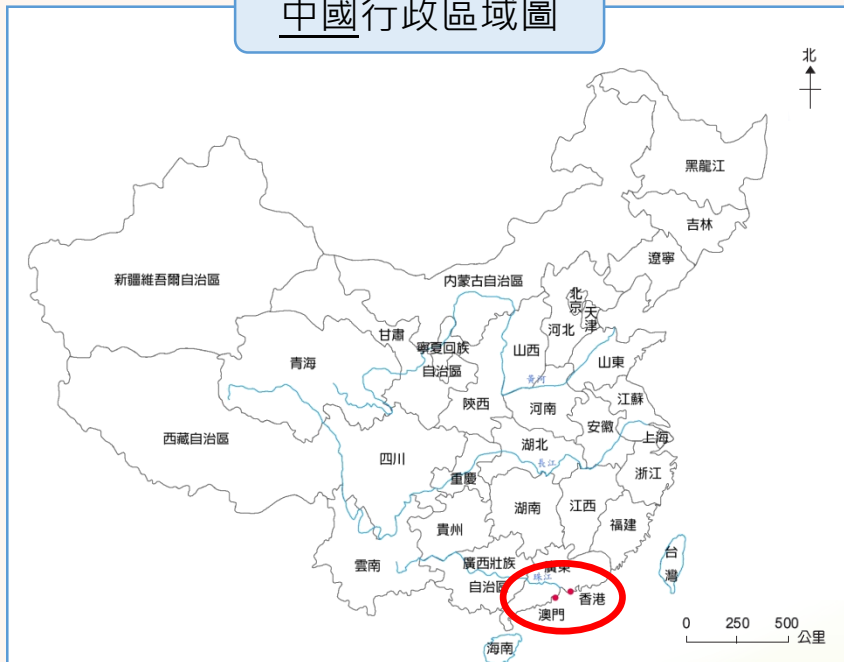 中國行政區域圖
北
黑龍江
吉林
遼寧
新疆維吾爾自治區
內蒙古自治區
北京
天津
甘肅
河北
寧夏回族
自治區
山西
青海
山東
黃河
陝西
河南
江蘇
安徽
上海
西藏自治區
湖北
四川
長江
重慶
浙江
湖南
江西
貴州
福建
雲南
廣西壯族
自治區
廣東
珠江
台灣
香港
澳門
海南
0 250 500
公里